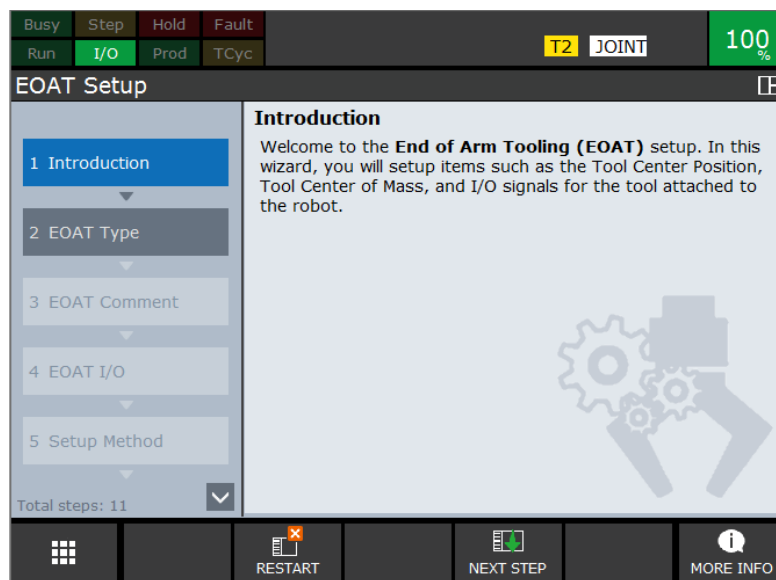 Busy Step Hold Fault
Run I/O Prod TCyc
T2 JOINT
100
%
EOAT Setup
1 Introduction
2 EOAT Type
3 EOAT Comment
4 EOAT I/O
5 Setup Method
Total steps: 11
Introduction
Welcome to the End of Arm Tooling (EOAT) setup. In this
wizard, you will setup items such as the Tool Center Position,
Tool Center of Mass, and I/O signals for the tool attached to
the robot.
RESTART
NEXT STEP
MORE INFO